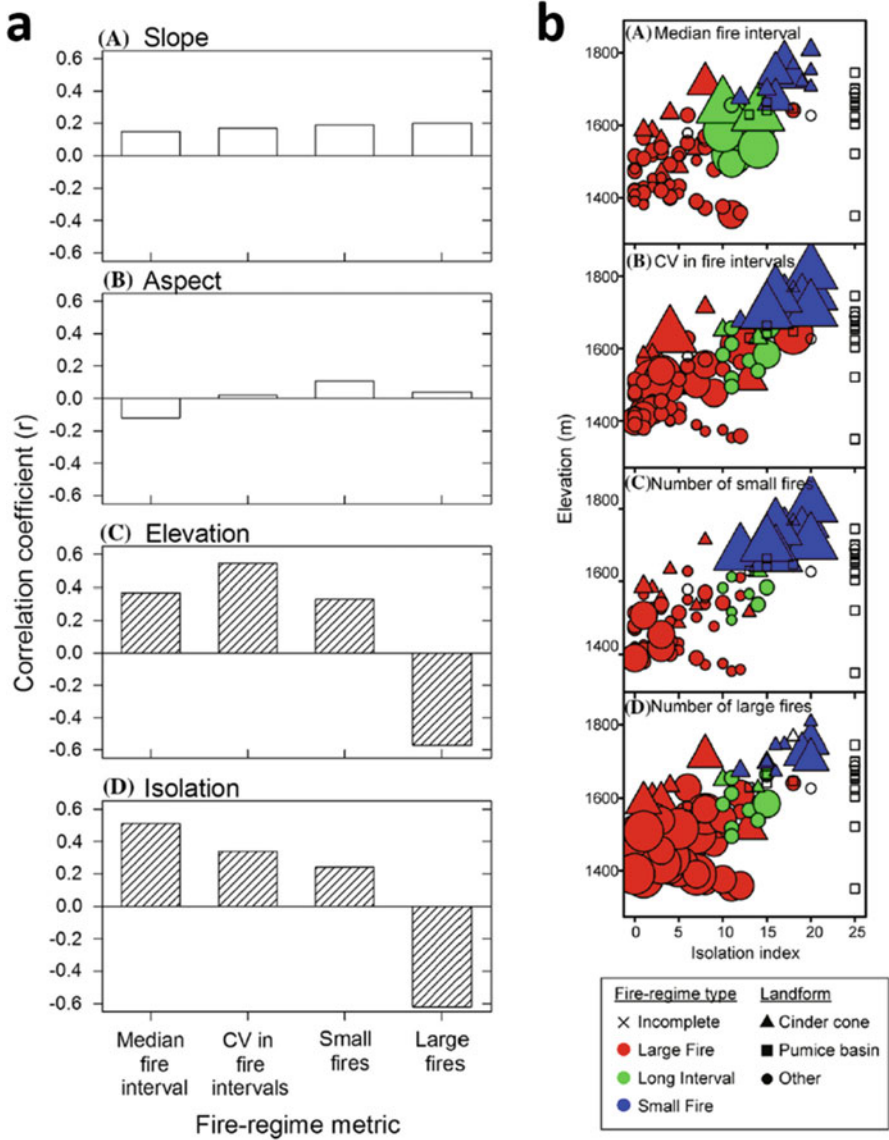 a
(A) Slope
0.6
0.4
0.2
0.0
-0.2
-0.4
-0.6
(B) Aspect
0.6
0.4
0.2
0.0
-0.2
-0.4
-0.6
(C) Elevation
0.6
0.4
0.2
0.0
-0.2
-0.4
-0.6
(D) Isolation
0.6
0.4
0.2
0.0
-0.2
-0.4
-0.6
Correlation coefficient (r)
Median fire interval
CV in fire intervals
Small fires
Large fires
Fire-regime metric
b
(A) Median fire interval
1800
1600
1400
(B) CV in fire intervals
1800
1600
1400
(C) Number of small fires
1800
1600
1400
(D) Number of large fires
1800
1600
1400
Elevation (m)
0 5 10 15 20 25
Isolation index
Fire-regime type
Incomplete
Large Fire
Long Interval
Small Fire
Landform
Cinder cone
Pumice basin
Other